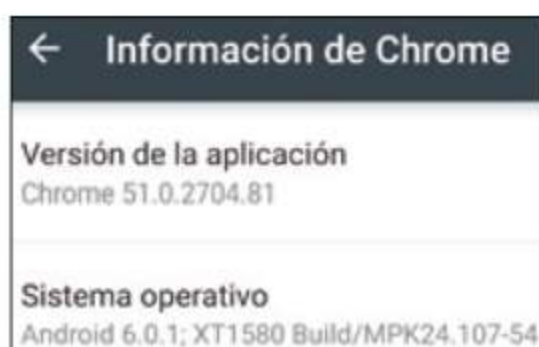 Información de Chrome
Versión de la aplicación
Chrome 51.0.2704.81
Sistema operativo
Android 6.0.1; XT1580 Build/MPK24.107-54